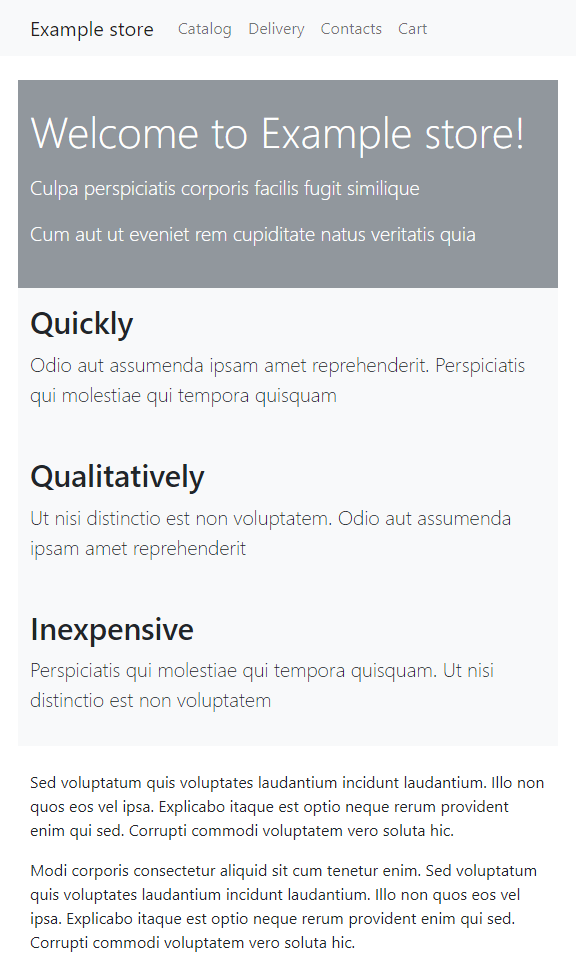 Example store Catalog Delivery Contacts Cart
Welcome to Example store!
Culpa perspiciatis corporis facilis fugit similique
Cum aut ut eveniet rem cupiditate natus veritatis quia
Quickly
Odio aut assumenda ipsam amet reprehenderit. Perspiciatis
qui molestiae qui tempora quisquam
Qualitatively
Ut nisi distinctio est non voluptatem. Odio aut assumenda
ipsam amet reprehenderit
Inexpensive
Perspiciatis qui molestiae qui tempora quisquam. Ut nisi
distinctio est non voluptatem
Sed voluptatum quis voluptates laudantium incidunt laudantium. Illo non
quos eos vel ipsa. Explicabo itaque est optio neque rerum provident
enim qui sed. Corrupti commodi voluptatem vero soluta hic.
Modi corporis consectetur aliquid sit cum tenetur enim. Sed voluptatum
quis voluptates laudantium incidunt laudantium. Illo non quos eos vel
ipsa. Explicabo itaque est optio neque rerum provident enim qui sed.
Corrupti commodi voluptatem vero soluta hic.